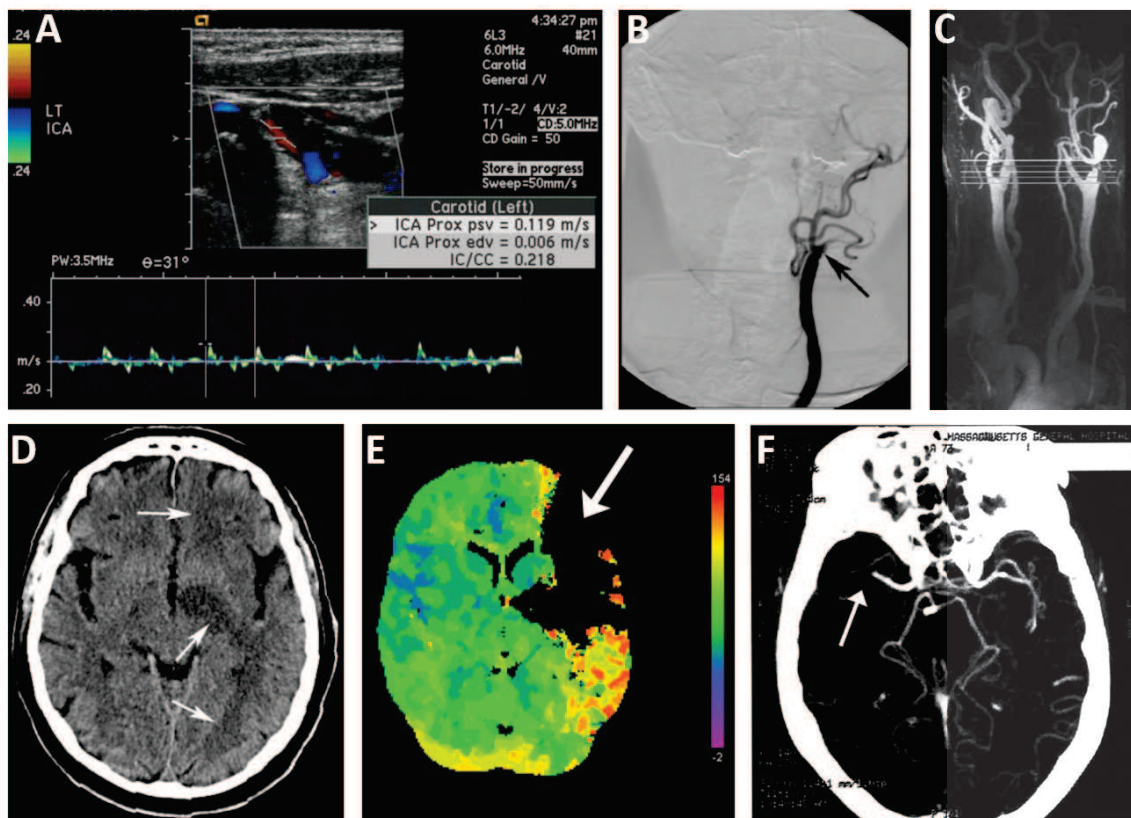 A
.24
LT
ICA
.24
4:34:27 pm
6L3 #21
6.0MHz 40mm
Carotid
General /V
T1/-2/ 4/V:2
1/1 CD:5.0MHz
CD Gain = 50
Store in progress
Sweep=50mm/s
Carotid (Left)
> ICA Prox psv = 0.119 m/s
ICA Prox edv = 0.006 m/s
IC/CC = 0.218
PW:3.5MHz θ=31°
.40
m/s
.20
B
C
D
E
154
-2
F
MASSACHUSETTS GENERAL HOSPITAL